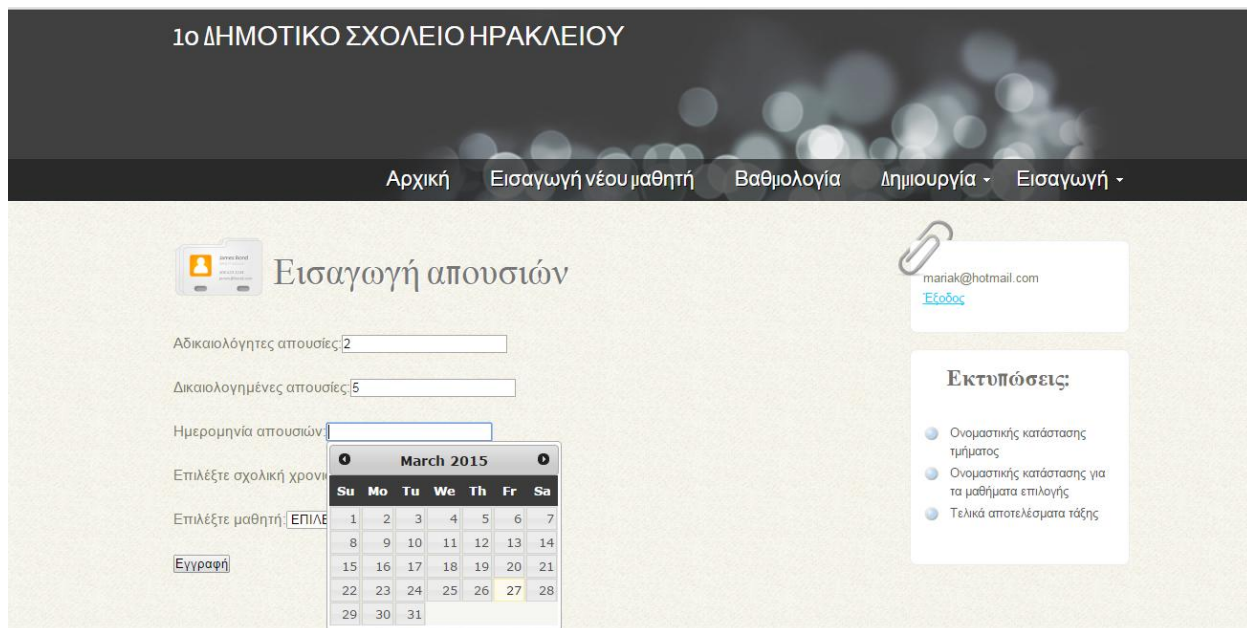 1ο ΔΗΜΟΤΙΚΟ ΣΧΟΛΕΙΟ ΗΡΑΚΛΕΙΟΥ
Αρχική Εισαγωγή νέου μαθητή Βαθμολογία Δημιουργία Εισαγωγή
Εισαγωγή απουσιών
Αδικαιολόγητες απουσίες: 2
Δικαιολογημένες απουσίες: 5
Ημερομηνία απουσιών:
Επιλέξτε σχολική χρονι
Επιλέξτε μαθητή: ΕΠΙΛΕ
Εγγραφή
March 2015
Su Mo Tu We Th Fr Sa
1 2 3 4 5 6 7
8 9 10 11 12 13 14
15 16 17 18 19 20 21
22 23 24 25 26 27 28
29 30 31
mariak@hotmail.com
Έξοδος
Εκτυπώσεις:
Ονομαστικής κατάστασης
τμήματος
Ονομαστικής κατάστασης για
τα μαθήματα επιλογής
Τελικά αποτελέσματα τάξης